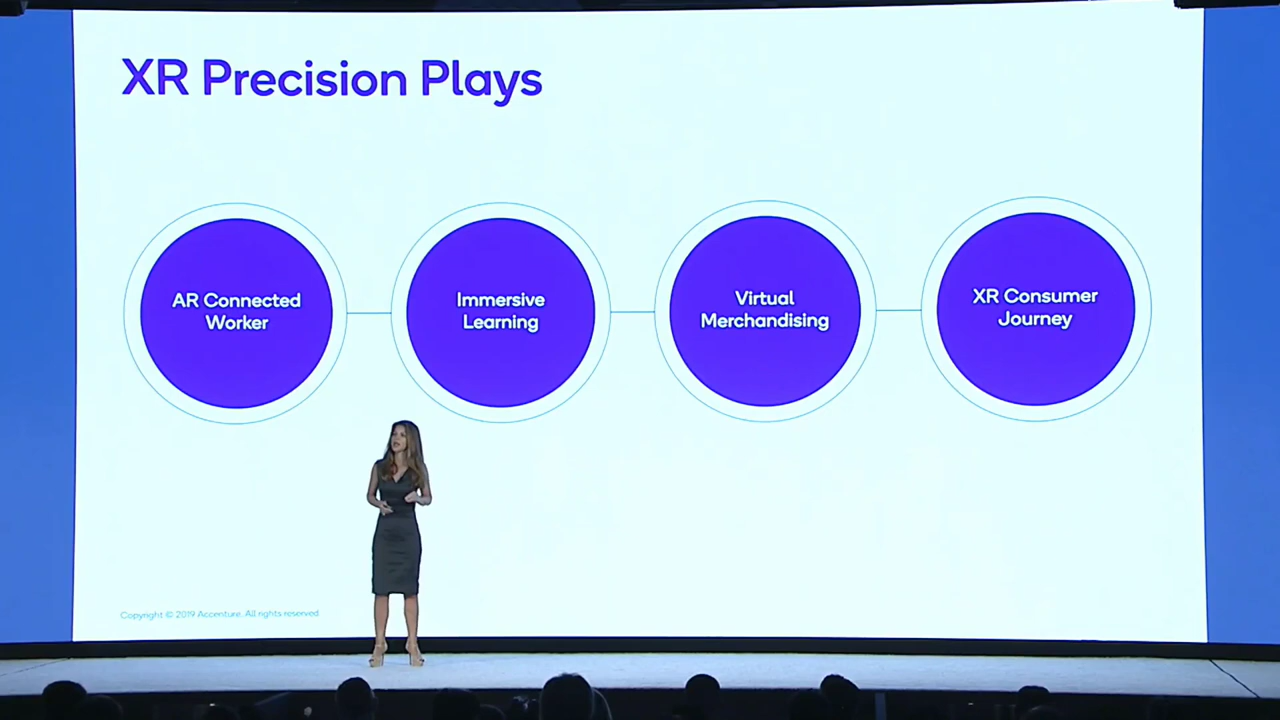 XR Precision Plays
AR Connected
Worker
Immersive
Learning
Virtual
Merchandising
XR Consumer
Journey
Copyright © 2019 Accenture. All rights reserved